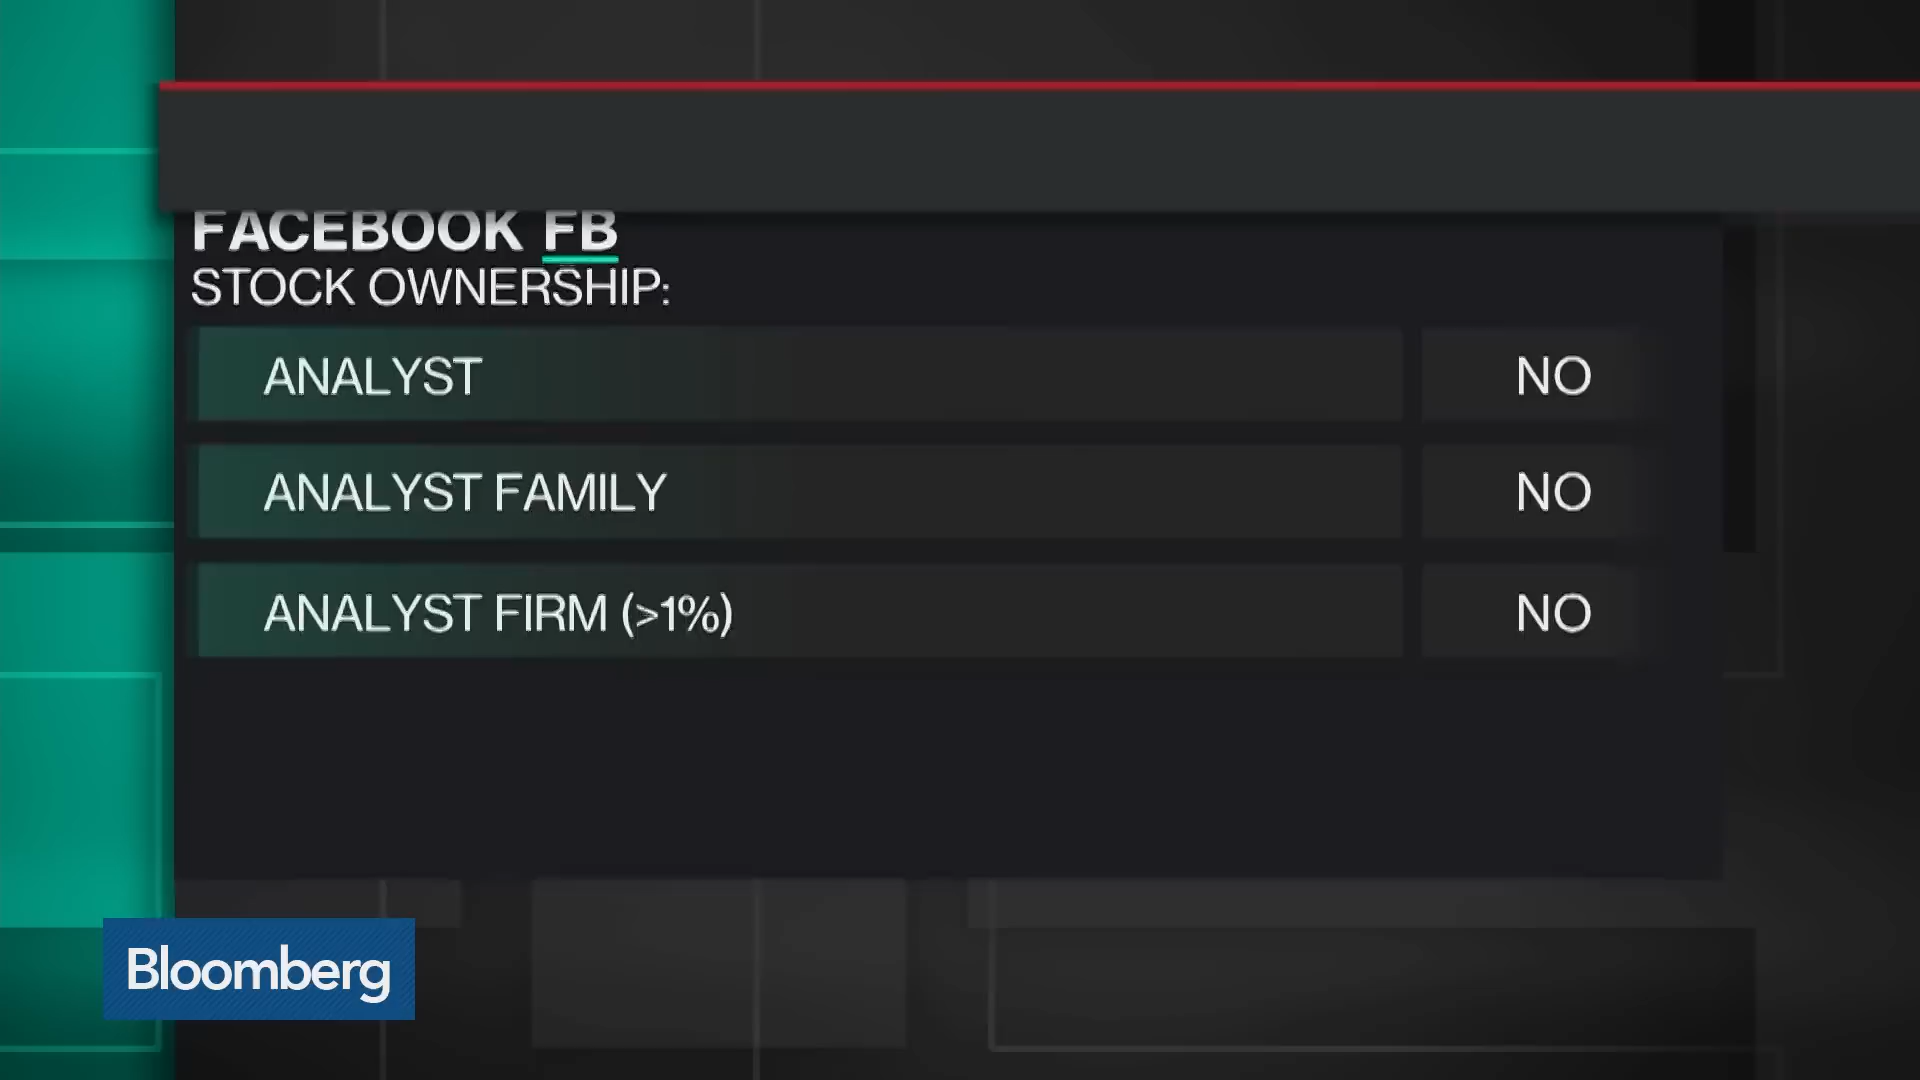 FACEBOOK FB
STOCK OWNERSHIP:
ANALYST NO
ANALYST FAMILY NO
ANALYST FIRM (>1%) NO
Bloomberg